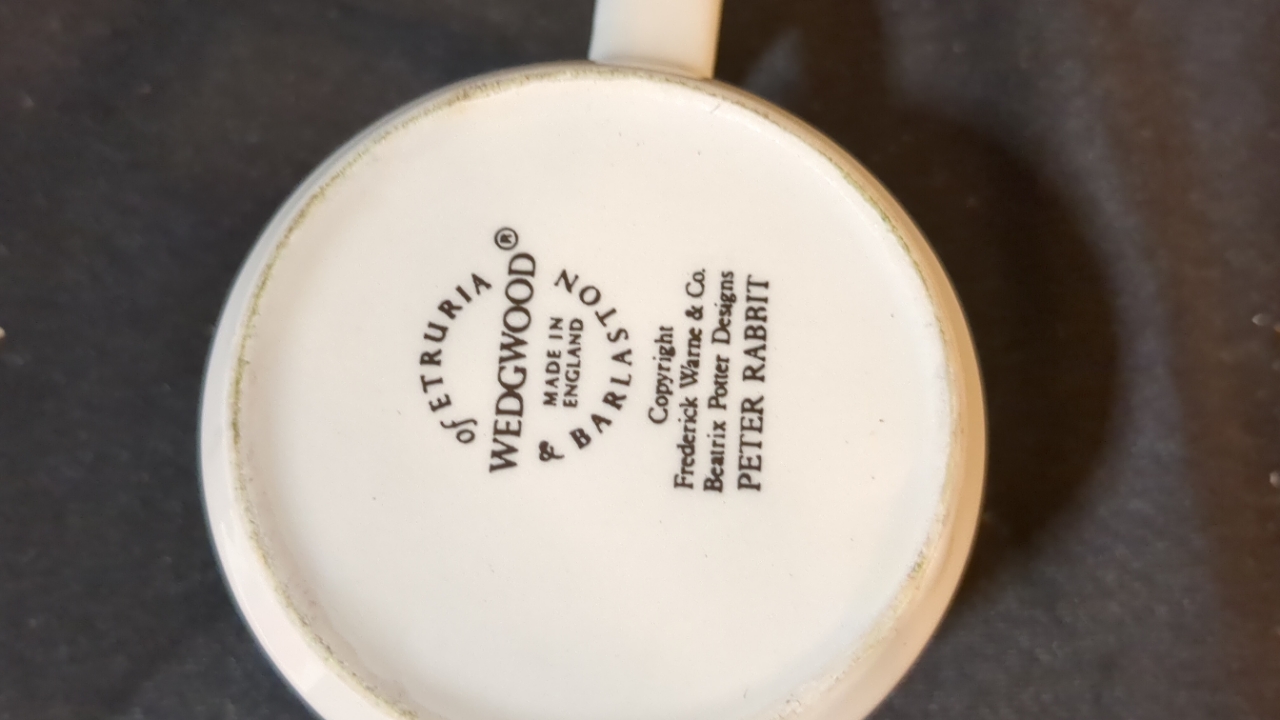 of ETRURIA
WEDGWOOD®
MADE IN
ENGLAND
& BARLASTON
Copyright
Frederick Warne & Co.
Beatrix Potter Designs
PETER RABBIT